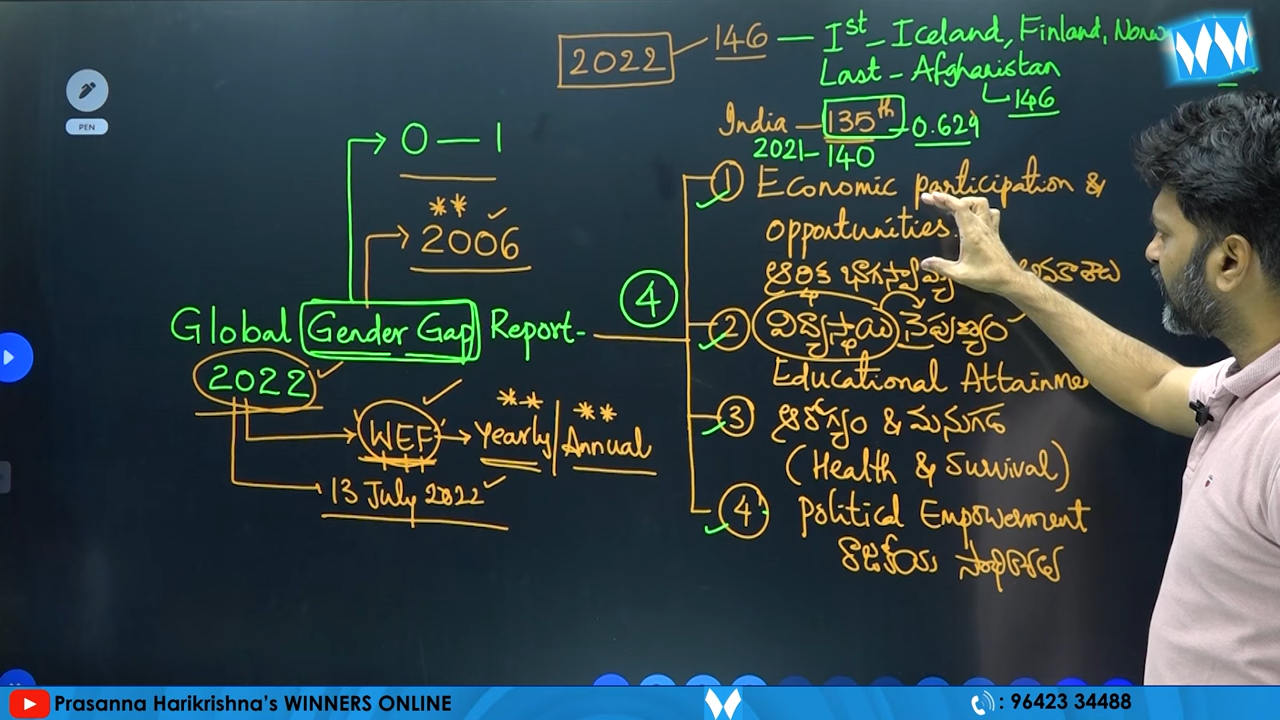 2022 — 146 — Ist - Iceland, Finland, Norw
Last - Afghanistan
146
India — 135th - 0.629
2021 - 140
PEN
0 — 1
** 
2006
Global Gender Gap Report - 4
2022
WEF → Yearly | Annual
** **
13 July 2022
① Economic participation &
opportunities.
ఆర్థిక భాగస్వామ్య
② విద్యాస్థాయి నైపుణ్యం
Educational Attainme
③ ఆరోగ్యం & మనుగడ
(Health & Survival)
④ Political Empowerment
రాజకీయ సాధికారత
Prasanna Harikrishna's WINNERS ONLINE
: 96423 34488